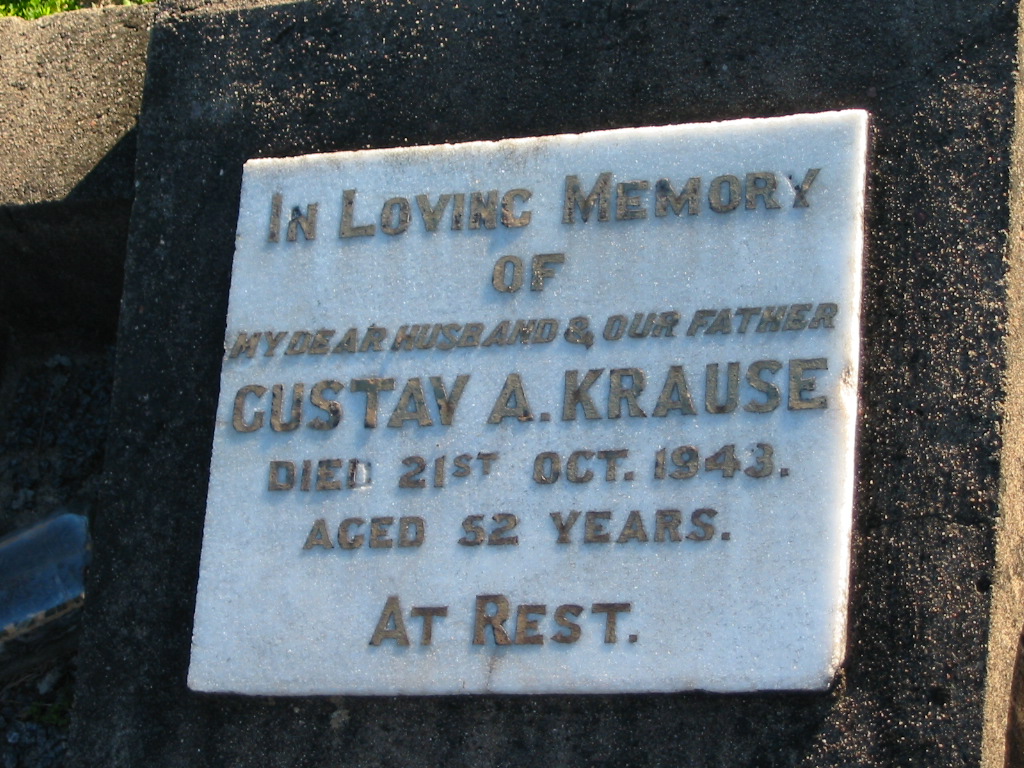 IN LOVING MEMORY
OF
MY DEAR HUSBAND & OUR FATHER
GUSTAV A. KRAUSE
DIED 21ST OCT. 1943.
AGED 52 YEARS.
AT REST.